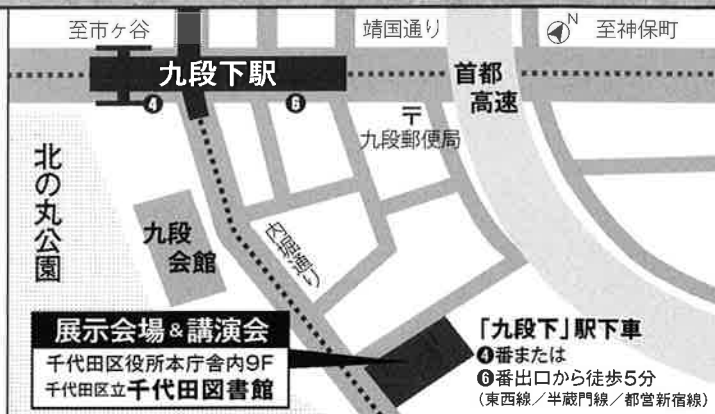 至市ヶ谷
靖国通り
N
至神保町
九段下駅
首都
高速
❹
❻
〒
九段郵便局
北の丸公園
九段
会館
内堀通り
展示会場&講演会
千代田区役所本庁舎内9F
千代田区立千代田図書館
「九段下」駅下車
❹番または
❻番出口から徒歩5分
(東西線/半蔵門線/都営新宿線)